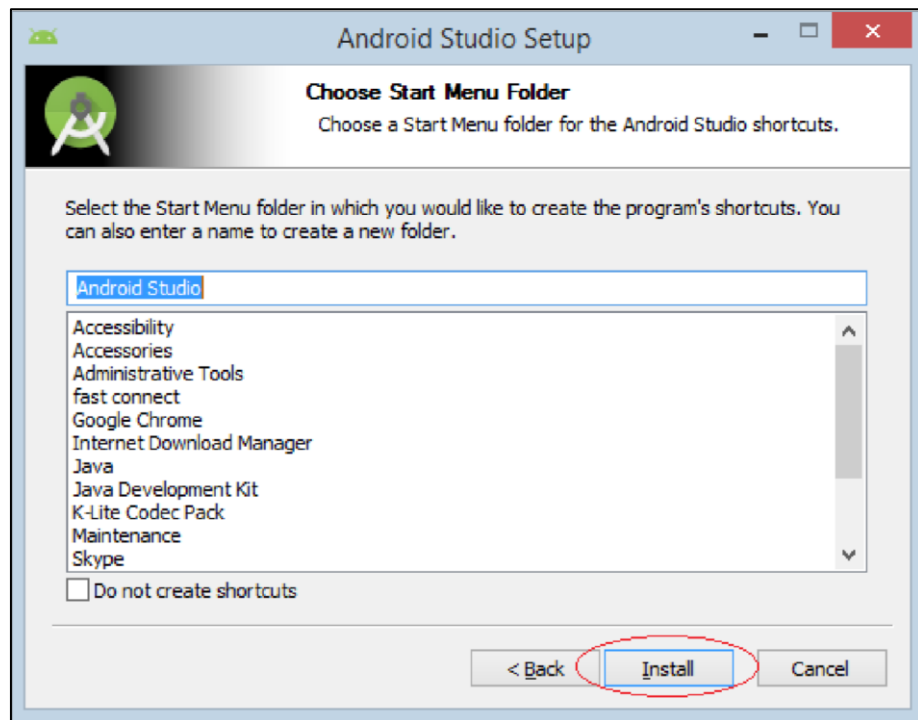 Android Studio Setup
Choose Start Menu Folder
Choose a Start Menu folder for the Android Studio shortcuts.
Select the Start Menu folder in which you would like to create the program's shortcuts. You
can also enter a name to create a new folder.
Android Studio
Accessibility
Accessories
Administrative Tools
fast connect
Google Chrome
Internet Download Manager
Java
Java Development Kit
K-Lite Codec Pack
Maintenance
Skype
Do not create shortcuts
< Back Install Cancel